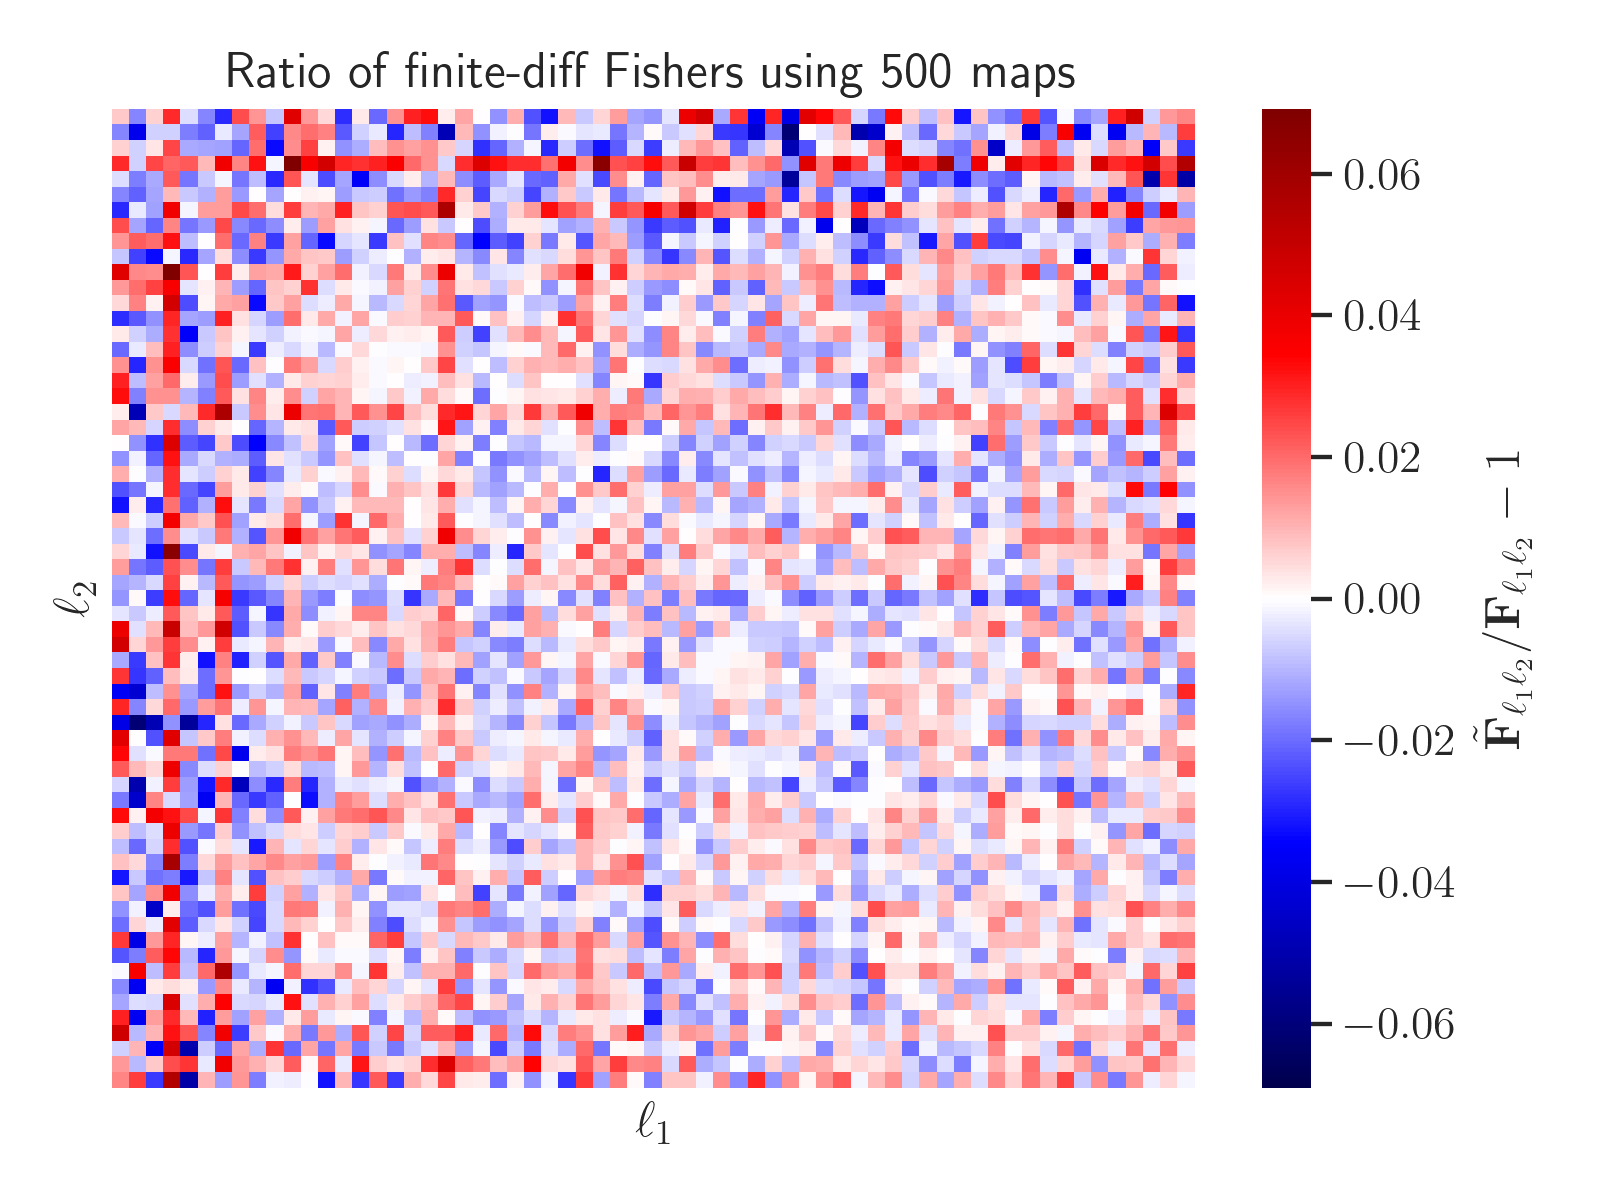 Ratio of finite-diff Fishers using 500 maps
ℓ₂
ℓ₁
0.06
0.04
0.02
0.00
−0.02
−0.04
−0.06
F̃ℓ₁ℓ₂/Fℓ₁ℓ₂ − 1